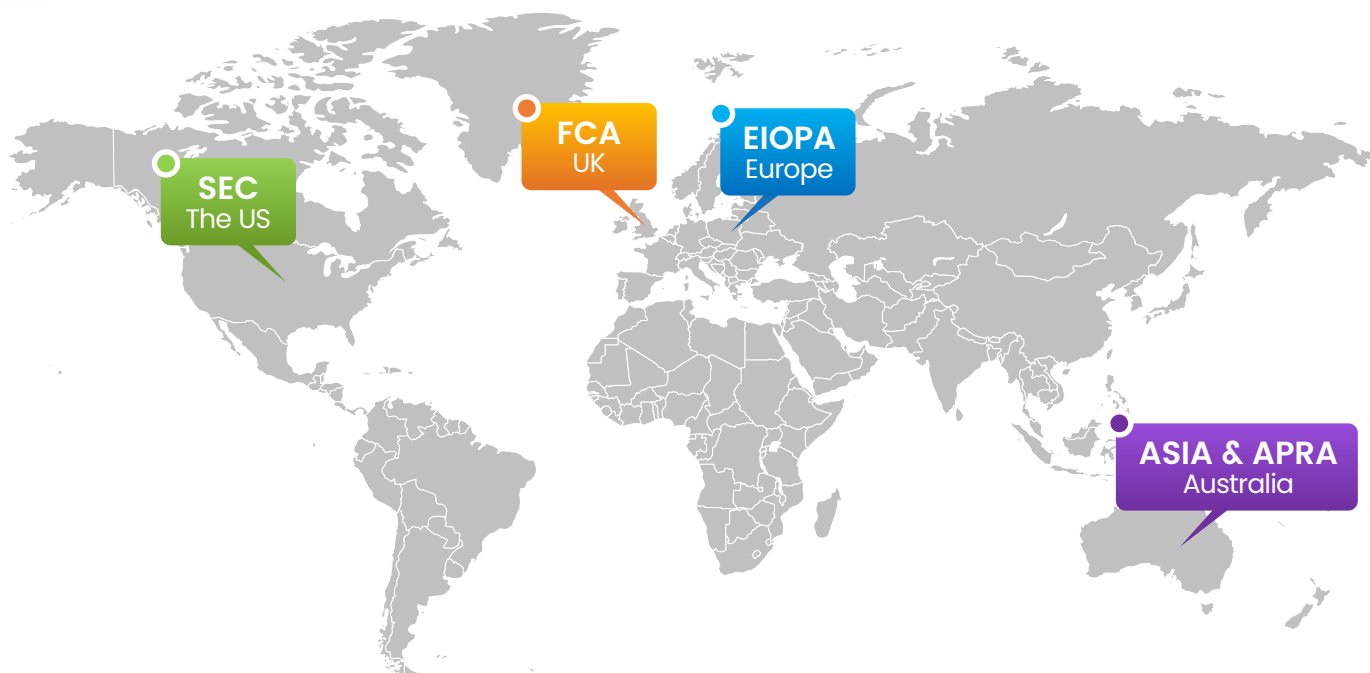 SEC
The US
FCA
UK
EIOPA
Europe
ASIA & APRA
Australia